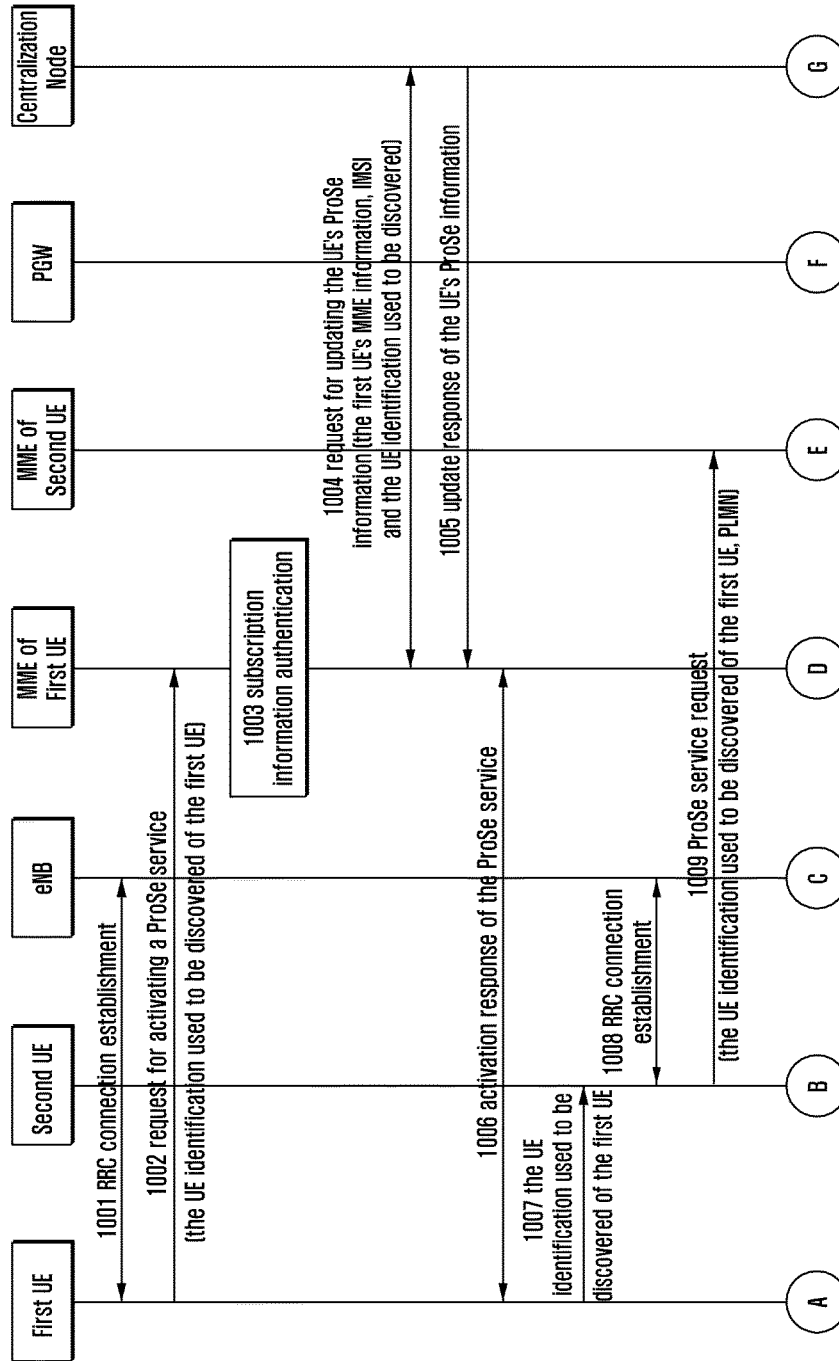 First UE
Second UE
eNB
MME of
First UE
MME of
Second UE
PGW
Centralization
Node
1001 RRC connection establishment
1002 request for activating a ProSe service
(the UE identification used to be discovered of the first UE)
1003 subscription
information authentication
1004 request for updating the UE's ProSe
information (the first UE's MME information, IMSI
and the UE identification used to be discovered)
1005 update response of the UE's ProSe information
1006 activation response of the ProSe service
1007 the UE
identification used to be
discovered of the first UE
1008 RRC connection
establishment
1009 ProSe service request
(the UE identification used to be discovered of the first UE, PLMN)
A
B
C
D
E
F
G